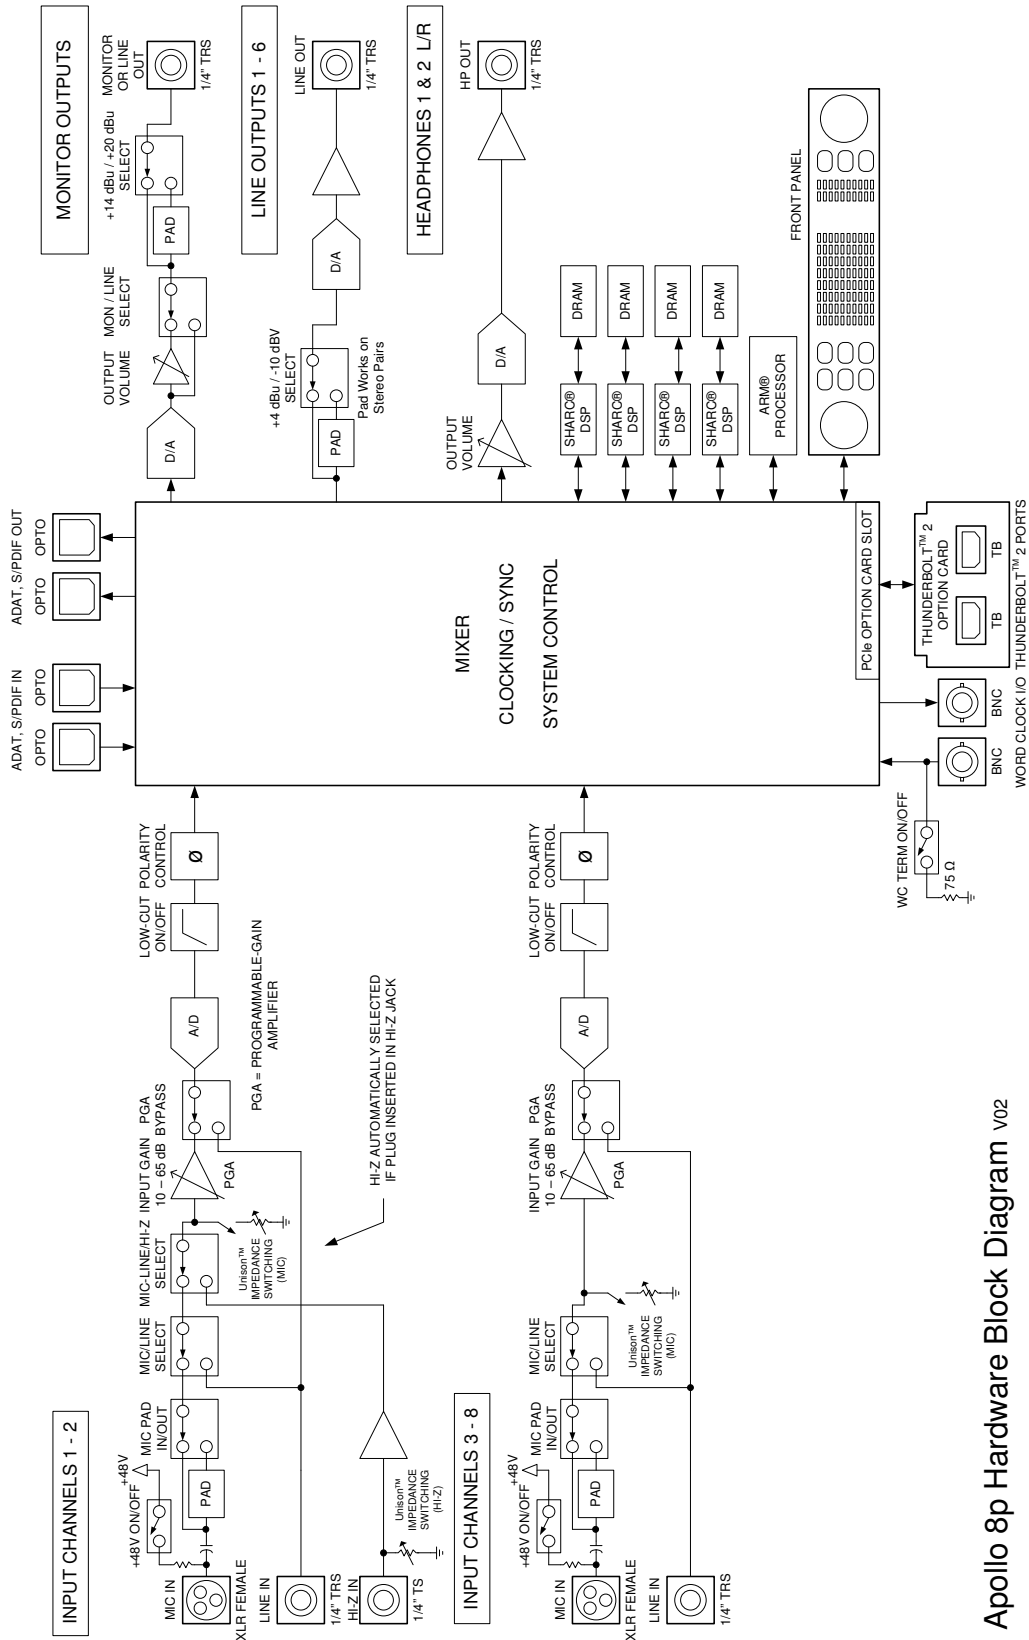 INPUT CHANNELS 1 - 2
+48V ON/OFF
+48V
MIC IN
XLR FEMALE
PAD
MIC PAD
IN/OUT
MIC/LINE
SELECT
MIC-LINE/HI-Z
SELECT
INPUT GAIN
10 – 65 dB
PGA
PGA
BYPASS
A/D
LOW-CUT
ON/OFF
POLARITY
CONTROL
Ø
Unison™
IMPEDANCE
SWITCHING
(MIC)
PGA = PROGRAMMABLE-GAIN
AMPLIFIER
LINE IN
1/4" TRS
HI-Z IN
1/4" TS
Unison™
IMPEDANCE
SWITCHING
(HI-Z)
HI-Z AUTOMATICALLY SELECTED
IF PLUG INSERTED IN HI-Z JACK
INPUT CHANNELS 3 - 8
+48V ON/OFF
+48V
MIC IN
XLR FEMALE
PAD
MIC PAD
IN/OUT
MIC/LINE
SELECT
Unison™
IMPEDANCE
SWITCHING
(MIC)
INPUT GAIN
10 – 65 dB
PGA
PGA
BYPASS
A/D
LOW-CUT
ON/OFF
POLARITY
CONTROL
Ø
LINE IN
1/4" TRS
ADAT, S/PDIF IN
OPTO
OPTO
ADAT, S/PDIF OUT
OPTO
OPTO
MIXER
CLOCKING / SYNC
SYSTEM CONTROL
PCIe OPTION CARD SLOT
WC TERM ON/OFF
75 Ω
BNC
BNC
WORD CLOCK I/O
THUNDERBOLT™ 2
OPTION CARD
TB
TB
THUNDERBOLT™ 2 PORTS
MONITOR OUTPUTS
D/A
OUTPUT
VOLUME
MON / LINE
SELECT
PAD
+14 dBu / +20 dBu
SELECT
MONITOR
OR LINE
OUT
1/4" TRS
LINE OUTPUTS 1 - 6
+4 dBu / -10 dBV
SELECT
PAD
Pad Works on
Stereo Pairs
D/A
LINE OUT
1/4" TRS
HEADPHONES 1 & 2 L/R
OUTPUT
VOLUME
D/A
HP OUT
1/4" TRS
SHARC®
DSP
DRAM
SHARC®
DSP
DRAM
SHARC®
DSP
DRAM
SHARC®
DSP
DRAM
ARM®
PROCESSOR
FRONT PANEL
Apollo 8p Hardware Block Diagram V02